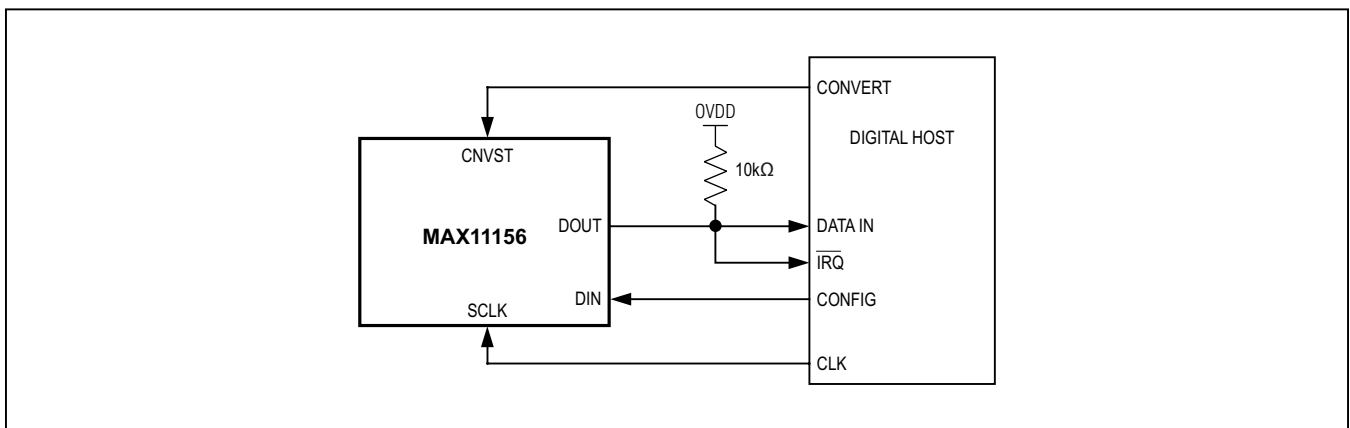 CONVERT
OVDD
DIGITAL HOST
CNVST
10kΩ
DOUT
DATA IN
MAX11156
IRQ
DIN
CONFIG
SCLK
CLK